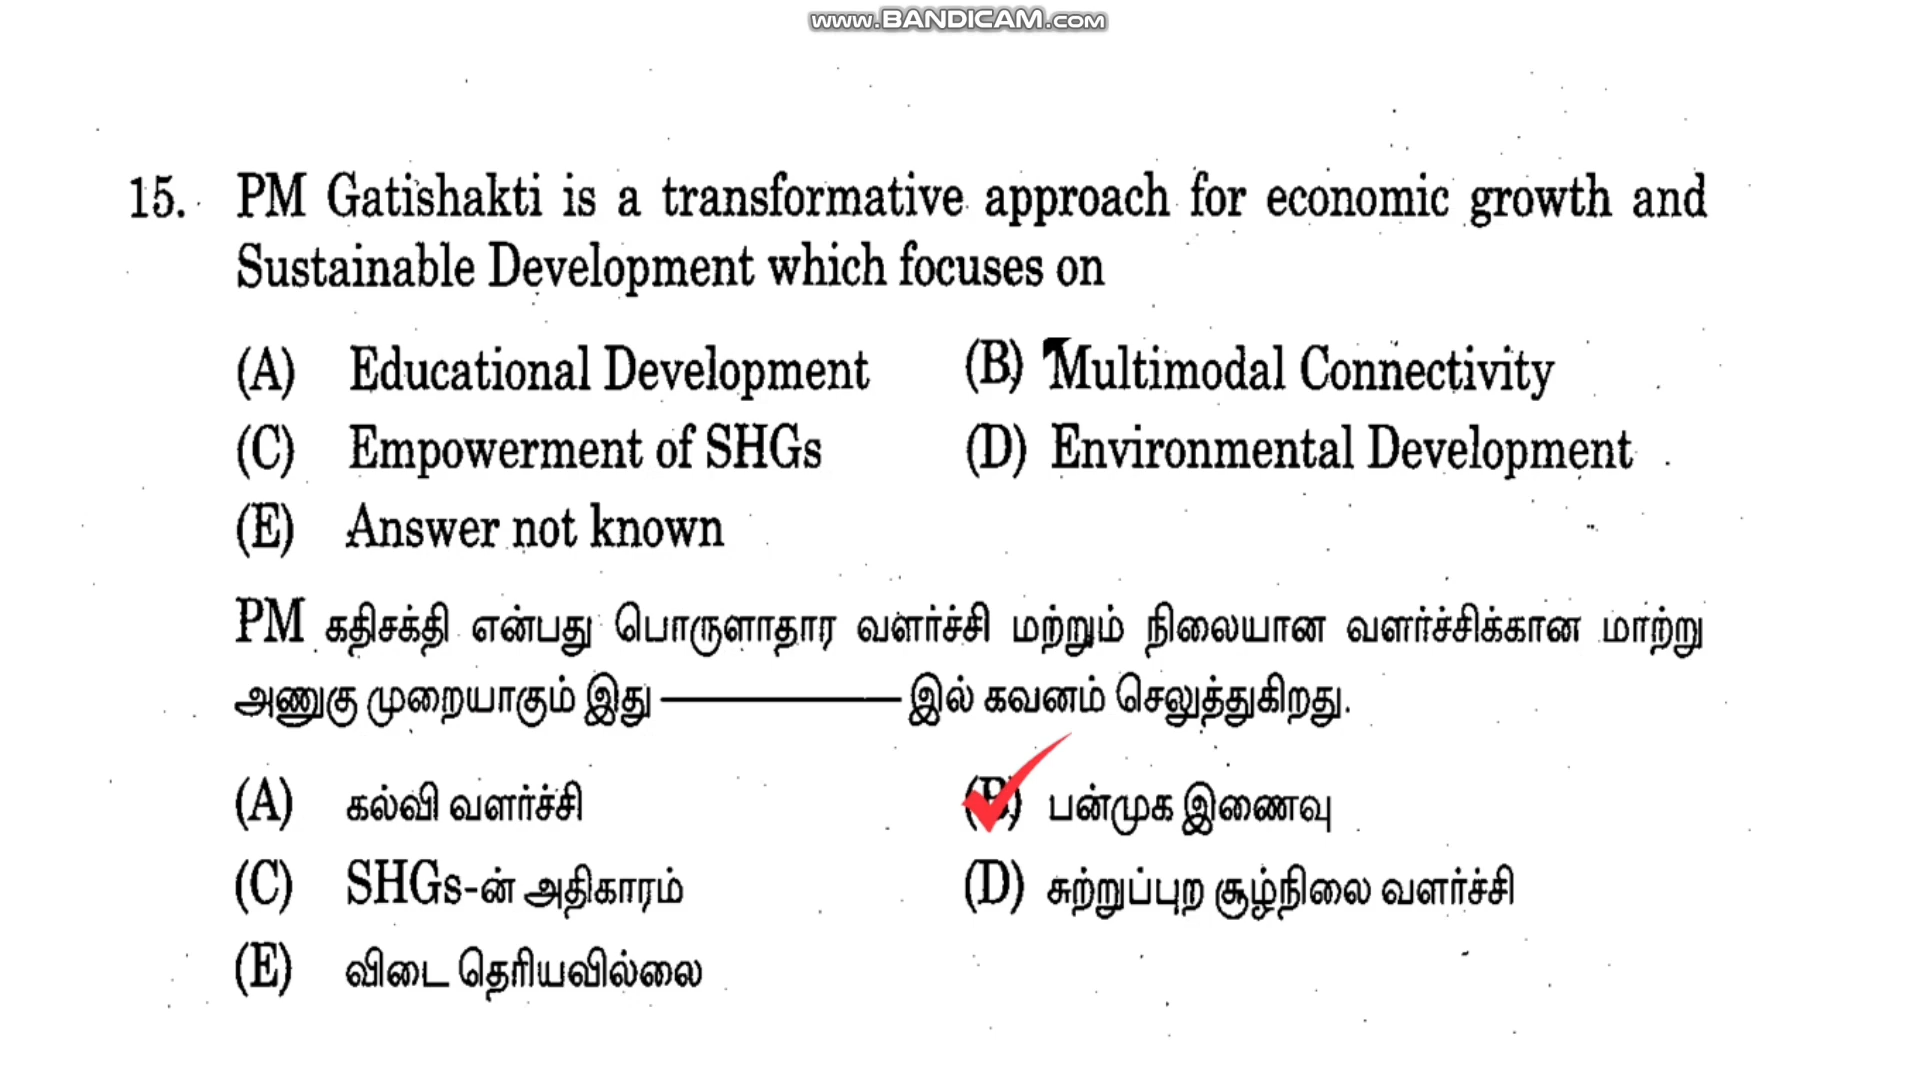 www.BANDICAM.com
15. PM Gatishakti is a transformative approach for economic growth and
Sustainable Development which focuses on
(A) Educational Development (B) Multimodal Connectivity
(C) Empowerment of SHGs (D) Environmental Development
(E) Answer not known
PM கதிசக்தி என்பது பொருளாதார வளர்ச்சி மற்றும் நிலையான வளர்ச்சிக்கான மாற்று
அணுகு முறையாகும் இது ————— இல் கவனம் செலுத்துகிறது.
(A) கல்வி வளர்ச்சி (B) பன்முக இணைவு
(C) SHGs-ன் அதிகாரம் (D) சுற்றுப்புற சூழ்நிலை வளர்ச்சி
(E) விடை தெரியவில்லை